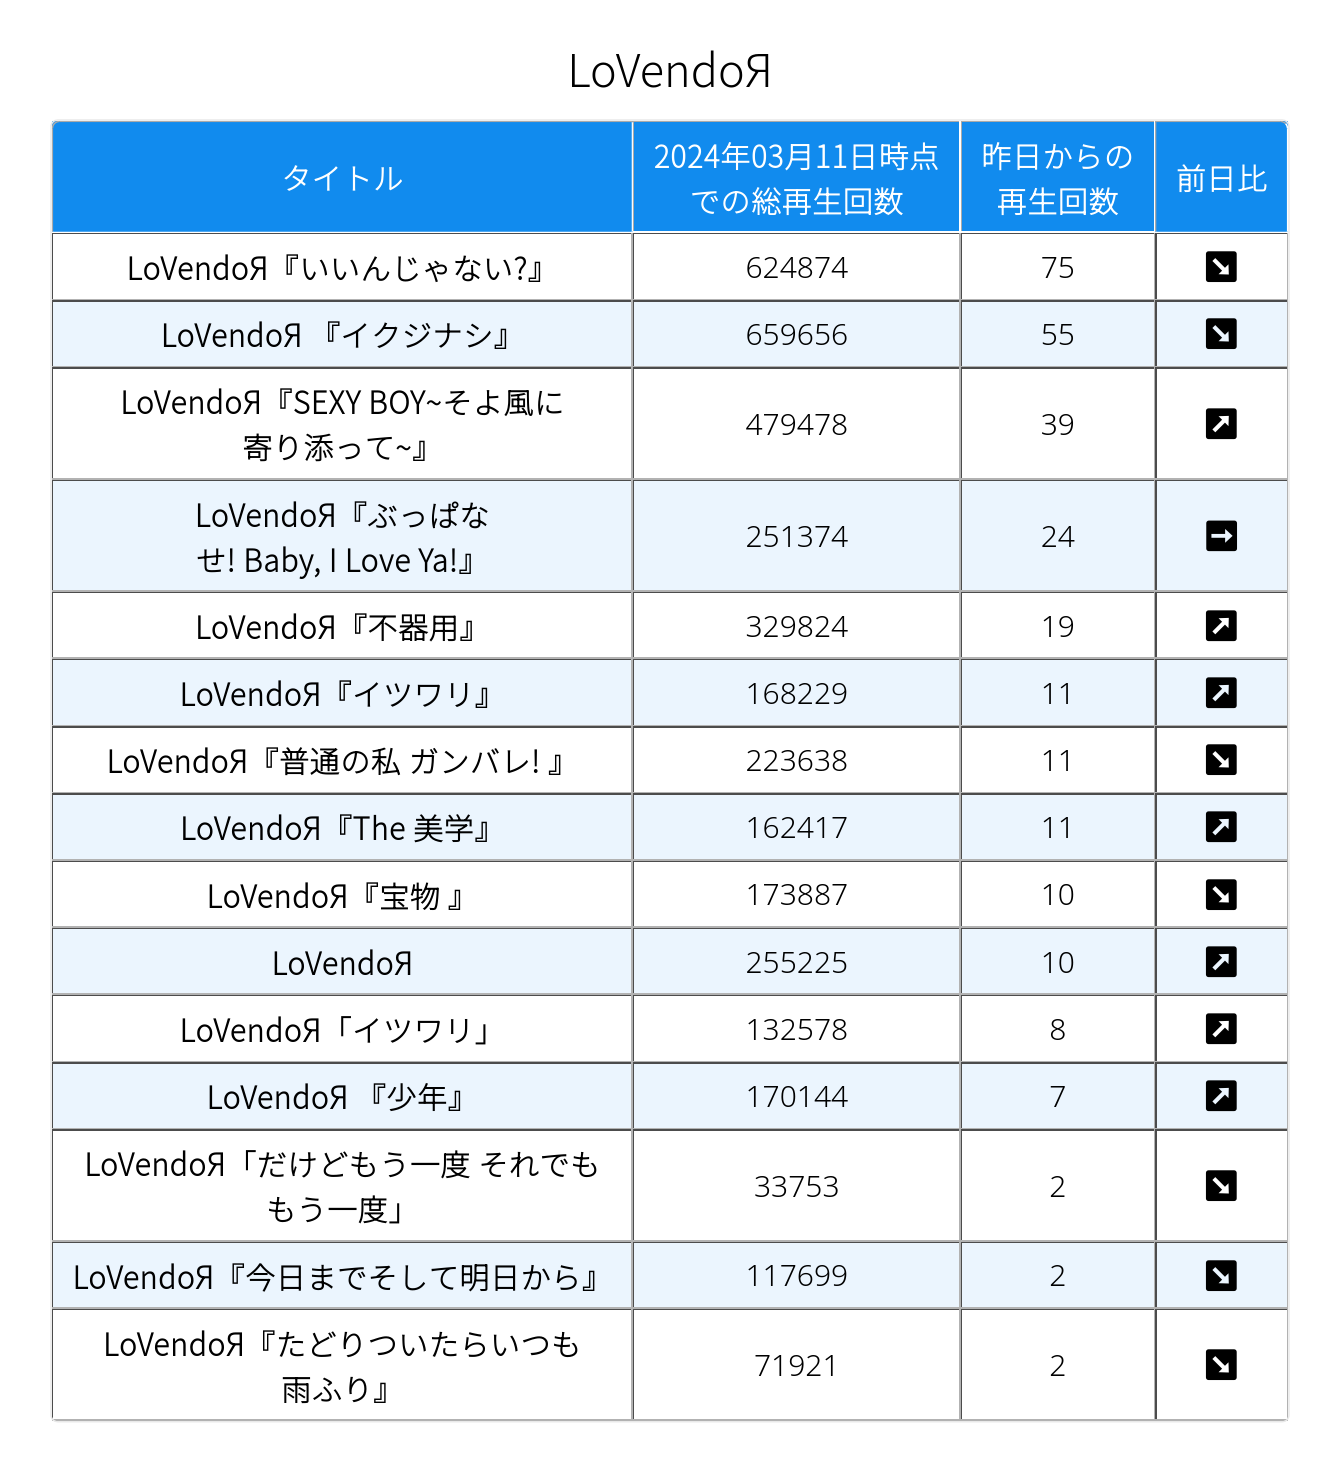 LoVendoЯ
タイトル
2024年03月11日時点
での総再生回数
昨日からの
再生回数
前日比
LoVendoЯ『いいんじゃない?』
624874
75
LoVendoЯ 『イクジナシ』
659656
55
LoVendoЯ『SEXY BOY~そよ風に
寄り添って~』
479478
39
LoVendoЯ『ぶっぱな
せ! Baby, I Love Ya!』
251374
24
LoVendoЯ『不器用』
329824
19
LoVendoЯ『イツワリ』
168229
11
LoVendoЯ『普通の私 ガンバレ! 』
223638
11
LoVendoЯ『The 美学』
162417
11
LoVendoЯ『宝物 』
173887
10
LoVendoЯ
255225
10
LoVendoЯ「イツワリ」
132578
8
LoVendoЯ 『少年』
170144
7
LoVendoЯ「だけどもう一度 それでも
もう一度」
33753
2
LoVendoЯ『今日までそして明日から』
117699
2
LoVendoЯ『たどりついたらいつも
雨ふり』
71921
2